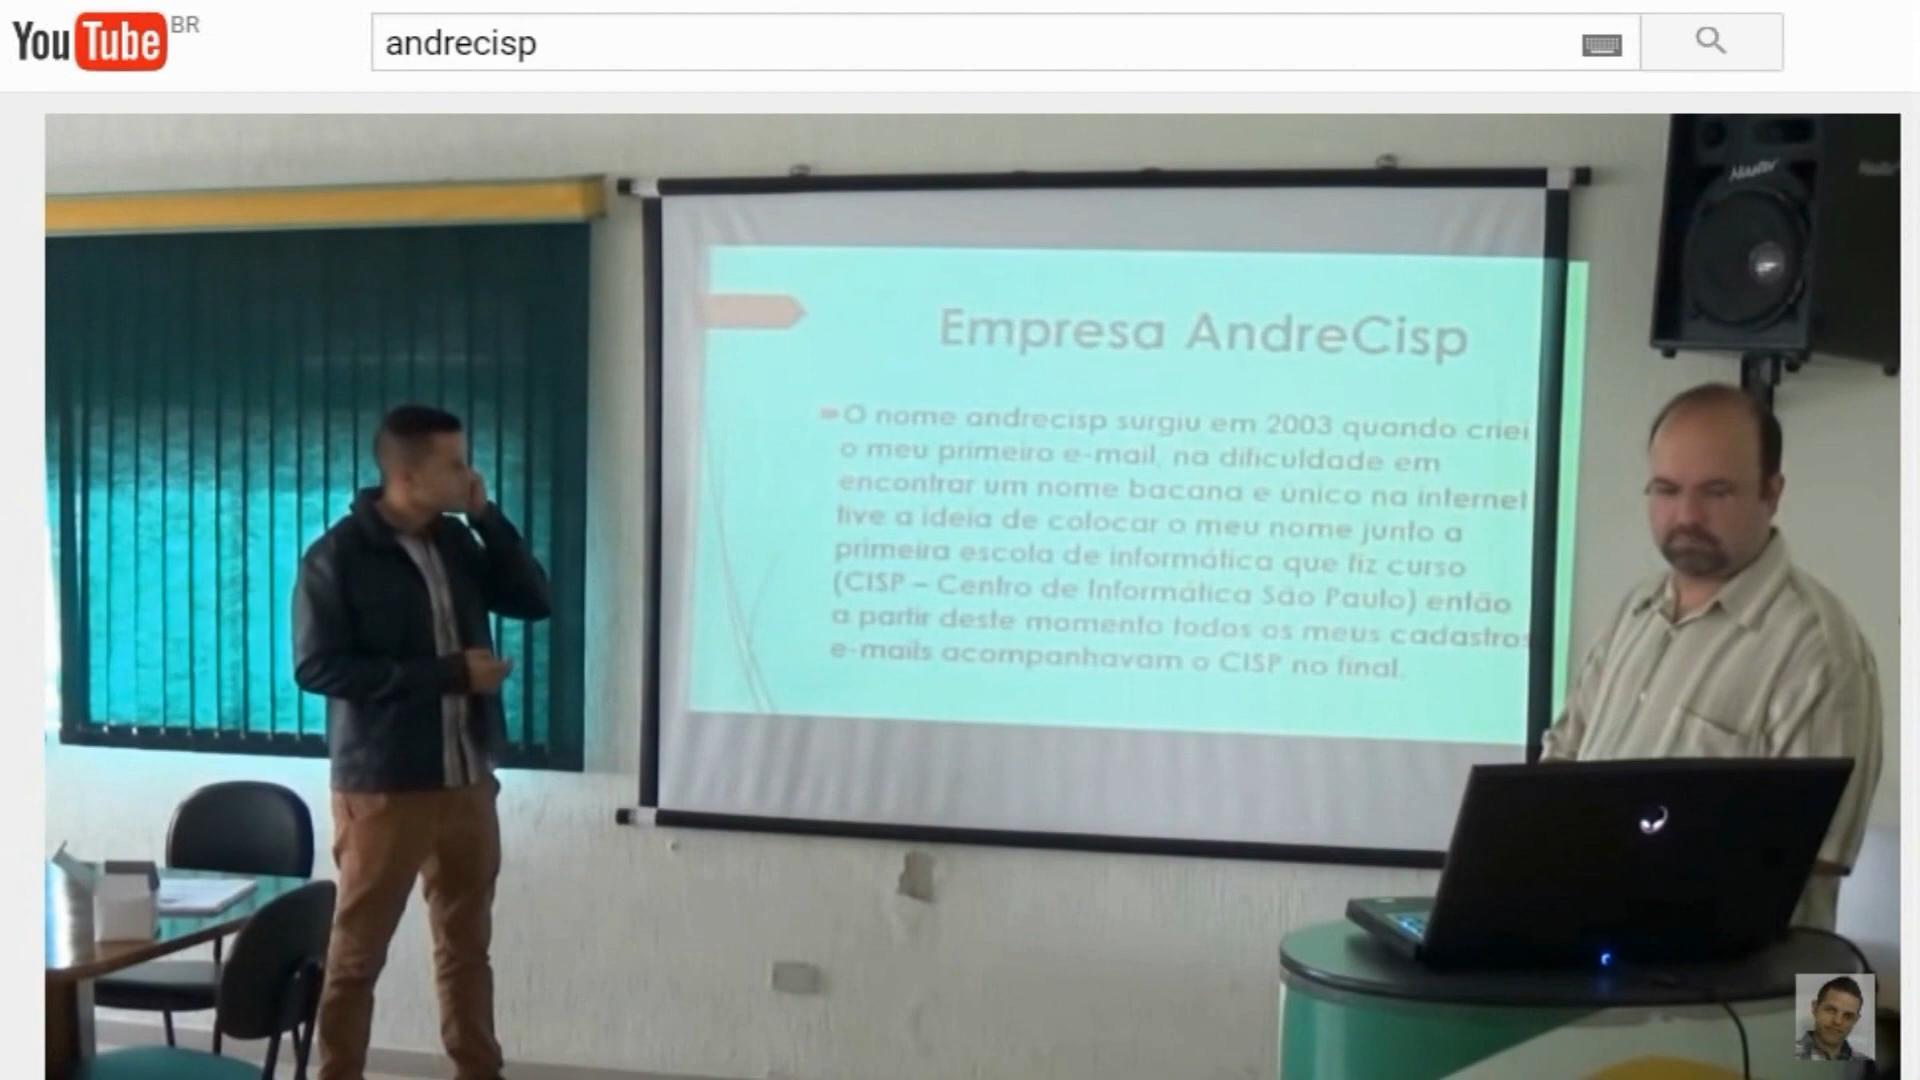 YouTube BR
andrecisp
Empresa AndreCisp
O nome andrecisp surgiu em 2003 quando criei
o meu primeiro e-mail, na dificuldade em
encontrar um nome bacana e único na internet
tive a ideia de colocar o meu nome junto a
primeira escola de informática que fiz curso
(CISP – Centro de Informática São Paulo) então
a partir deste momento todos os meus cadastros
e-mails acompanhavam o CISP no final.